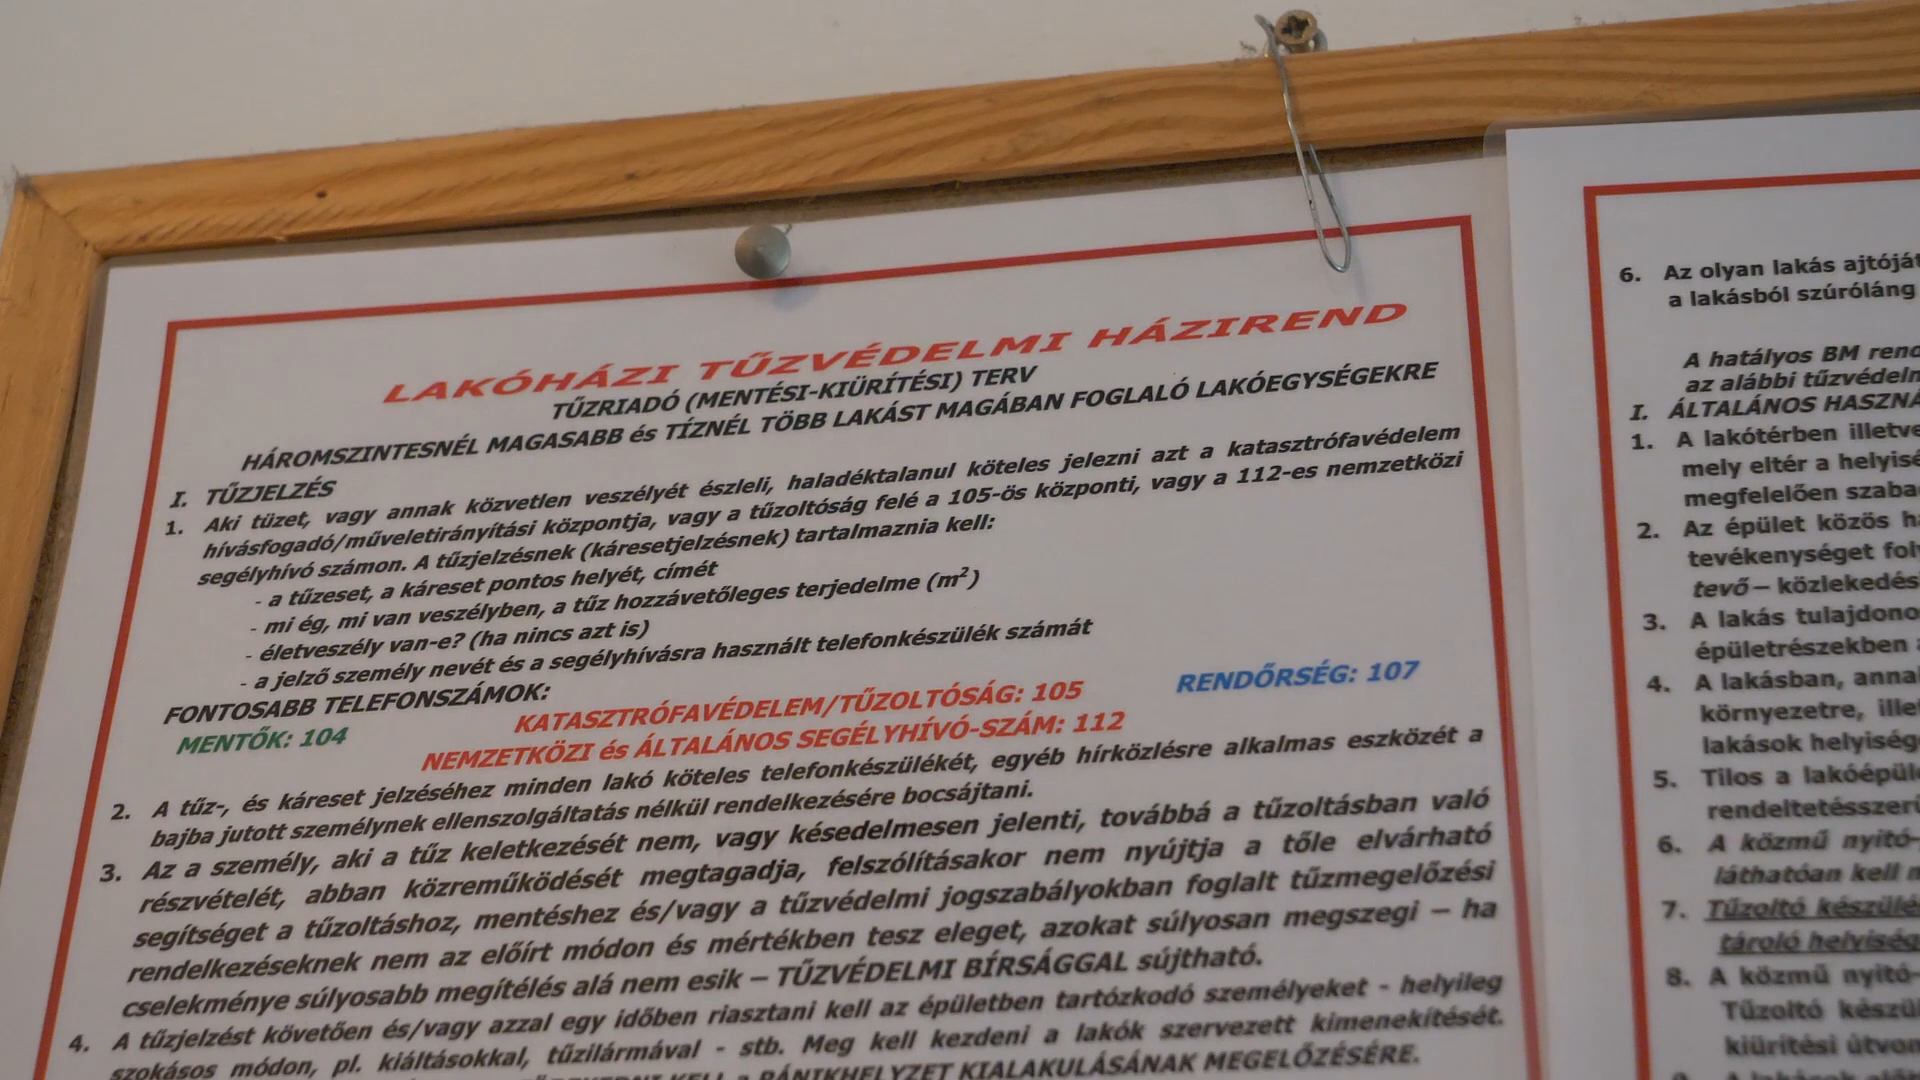 LAKÓHÁZI TŰZVÉDELMI HÁZIREND
TŰZRIADÓ (MENTÉSI-KIÜRÍTÉSI) TERV
HÁROMSZINTESNÉL MAGASABB és TÍZNÉL TÖBB LAKÁST MAGÁBAN FOGLALÓ LAKÓEGYSÉGEKRE
I. TŰZJELZÉS
1. Aki tüzet, vagy annak közvetlen veszélyét észleli, haladéktalanul köteles jelezni azt a katasztrófavédelem
hívásfogadó/műveletirányítási központja, vagy a tűzoltóság felé a 105-ös központi, vagy a 112-es nemzetközi
segélyhívó számon. A tűzjelzésnek (káresetjelzésnek) tartalmaznia kell:
- a tűzeset, a káreset pontos helyét, címét
- mi ég, mi van veszélyben, a tűz hozzávetőleges terjedelme (m²)
- életveszély van-e? (ha nincs azt is)
- a jelző személy nevét és a segélyhívásra használt telefonkészülék számát
FONTOSABB TELEFONSZÁMOK:
MENTŐK: 104 KATASZTRÓFAVÉDELEM/TŰZOLTÓSÁG: 105 RENDŐRSÉG: 107
NEMZETKÖZI és ÁLTALÁNOS SEGÉLYHÍVÓ-SZÁM: 112
2. A tűz-, és káreset jelzéséhez minden lakó köteles telefonkészülékét, egyéb hírközlésre alkalmas eszközét a
bajba jutott személynek ellenszolgáltatás nélkül rendelkezésére bocsájtani.
3. Az a személy, aki a tűz keletkezését nem, vagy késedelmesen jelenti, továbbá a tűzoltásban való
részvételét, abban közreműködését megtagadja, felszólításakor nem nyújtja a tőle elvárható
segítséget a tűzoltáshoz, mentéshez és/vagy a tűzvédelmi jogszabályokban foglalt tűzmegelőzési
rendelkezéseknek nem az előírt módon és mértékben tesz eleget, azokat súlyosan megszegi – ha
cselekménye súlyosabb megítélés alá nem esik – TŰZVÉDELMI BÍRSÁGGAL sújtható.
4. A tűzjelzést követően és/vagy azzal egy időben riasztani kell az épületben tartózkodó személyeket - helyileg
szokásos módon, pl. kiáltásokkal, tűzilármával - stb. Meg kell kezdeni a lakók szervezett kimenekítését.
KELL a PÁNIKHELYZET KIALAKULÁSÁNAK MEGELŐZÉSÉRE.
6. Az olyan lakás ajtóját
a lakásból szúróláng
A hatályos BM rend
az alábbi tűzvédelm
I. ÁLTALÁNOS HASZNÁ
1. A lakótérben illetve
mely eltér a helyisé
megfelelően szaba
2. Az épület közös h
tevékenységet foly
tevő – közlekedési
3. A lakás tulajdono
épületrészekben
4. A lakásban, annak
környezetre, illet
lakások helyiség
5. Tilos a lakóépüle
rendeltetésszerű
6. A közmű nyitó-
láthatóan kell
7. Tűzoltó készülé
tároló helyiség
8. A közmű nyitó-
Tűzoltó készül
kiürítési útvon